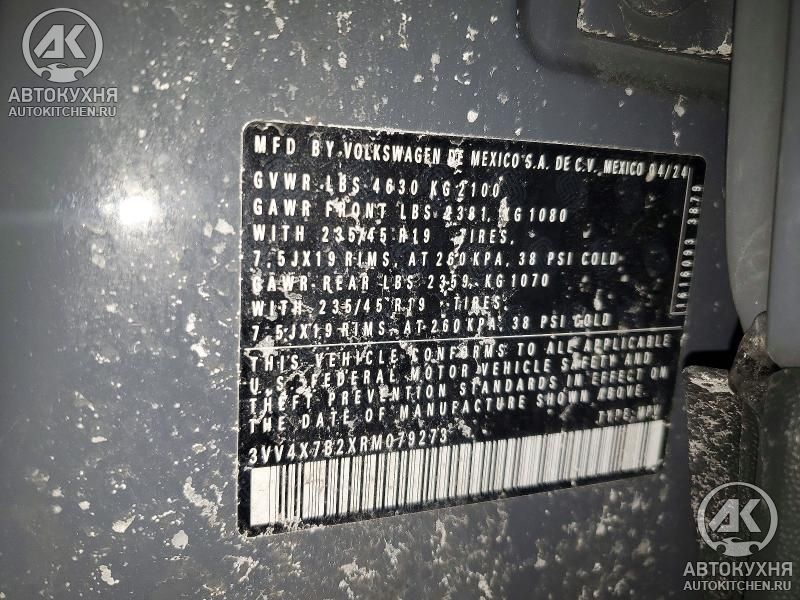 AK
АВТОКУХНЯ
AUTOKITCHEN.RU
MFD BY VOLKSWAGEN DE MEXICO S.A. DE C.V., MEXICO 04/24
GVWR LBS 4630 KG 2100
GAWR FRONT LBS 2381, KG 1080
WITH 235/45 R19 TIRES,
7,5JX19 RIMS, AT 260 KPA, 38 PSI COLD
GAWR REAR LBS 2359, KG 1070
WITH 235/45 R19 TIRES,
7,5JX19 RIMS, AT 260 KPA, 38 PSI COLD
THIS VEHICLE CONFORMS TO ALL APPLICABLE
U.S. FEDERAL MOTOR VEHICLE SAFETY AND
THEFT PREVENTION STANDARDS IN EFFECT ON
THE DATE OF MANUFACTURE SHOWN ABOVE.
TYPE: MPV
3VV4X7B2XRM079273
3879
AK
АВТОКУХНЯ
AUTOKITCHEN.RU